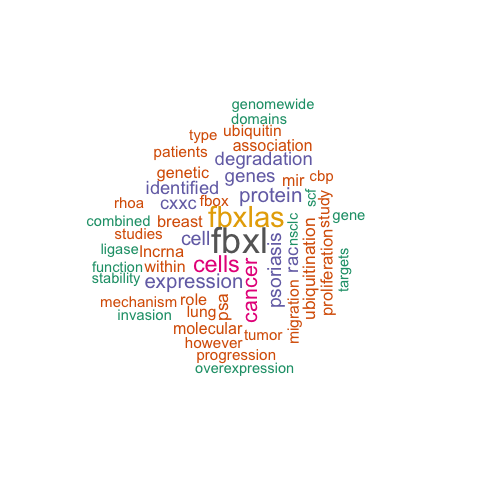 genomewide
domains
type ubiquitin
patients association
degradation
genetic genes mir cbp
identified protein scf
rhoa cxxc fbox fbxlas study
combined breast gene
studies cell fbxl nsclc
ligase lncrna
function within cells psoriasis rac ubiquitination proliferation targets
stability expression cancer
mechanism role psa migration
invasion lung
molecular tumor
however
progression
overexpression